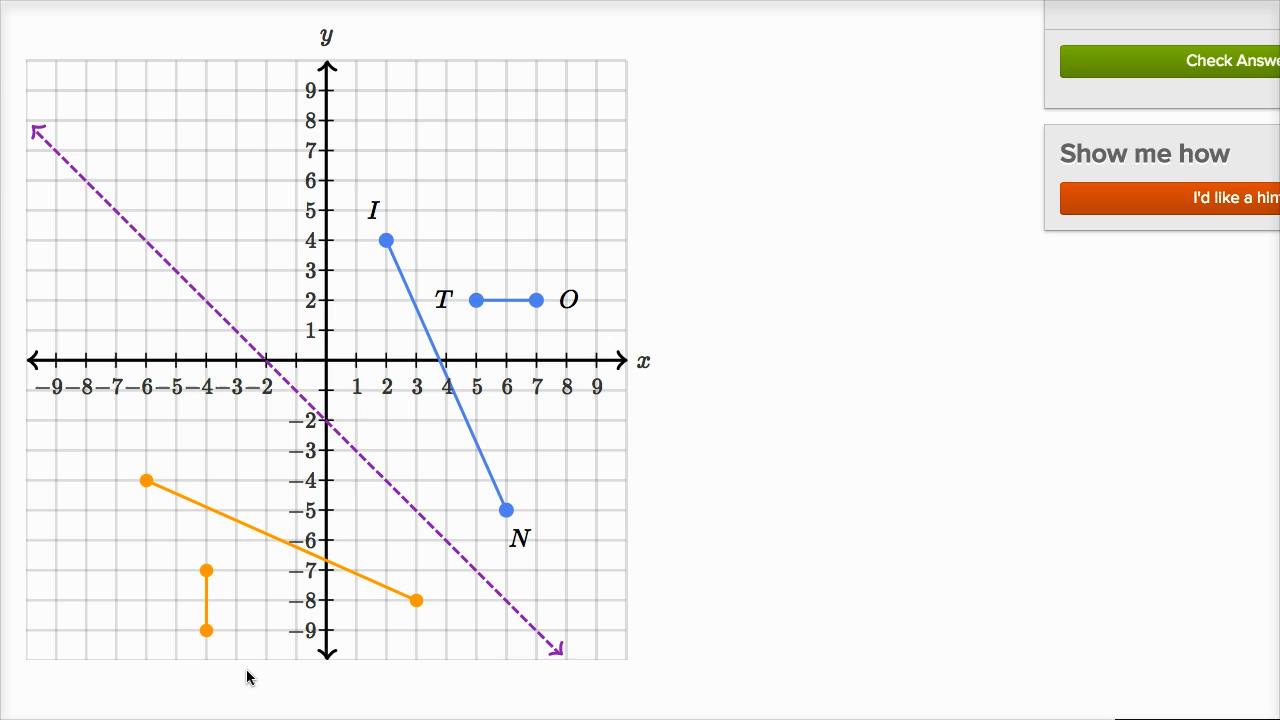 y
9
8
7
6
5
4
3
2
1
I
T O
x
−9 −8 −7 −6 −5 −4 −3 −2 1 2 3 4 5 6 7 8 9
−2
−3
−4
−5
−6
−7
−8
−9
N
Check Answe
Show me how
I'd like a hin